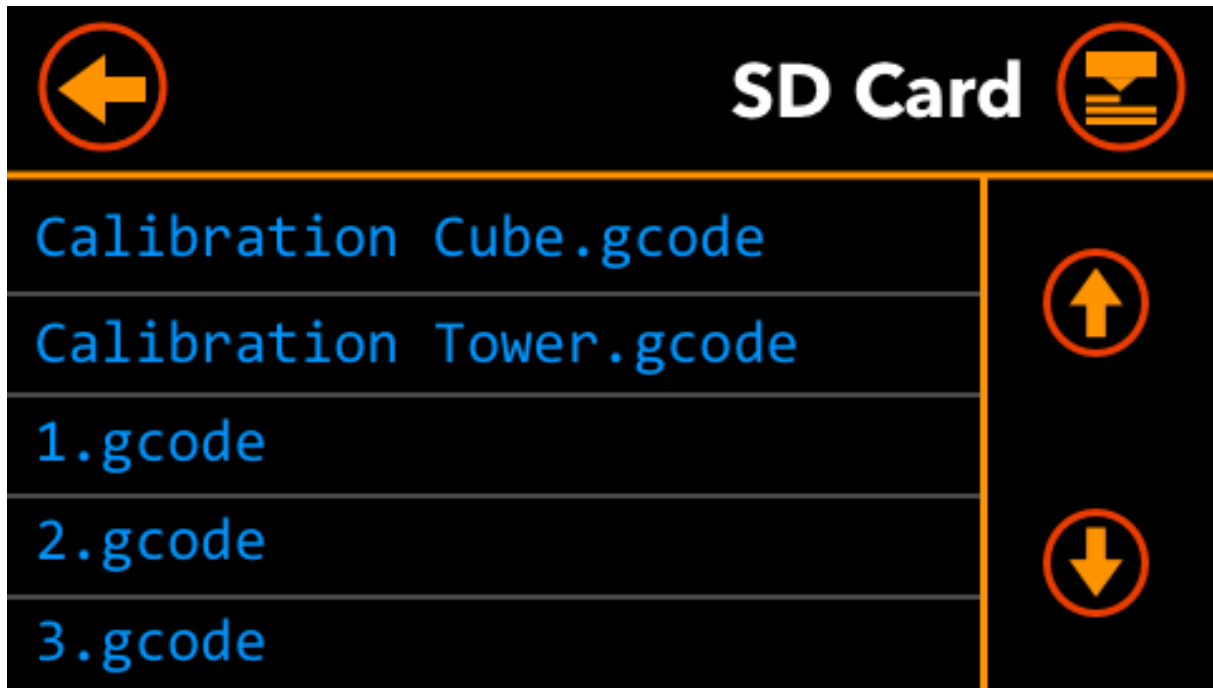 SD Card
Calibration Cube.gcode
Calibration Tower.gcode
1.gcode
2.gcode
3.gcode